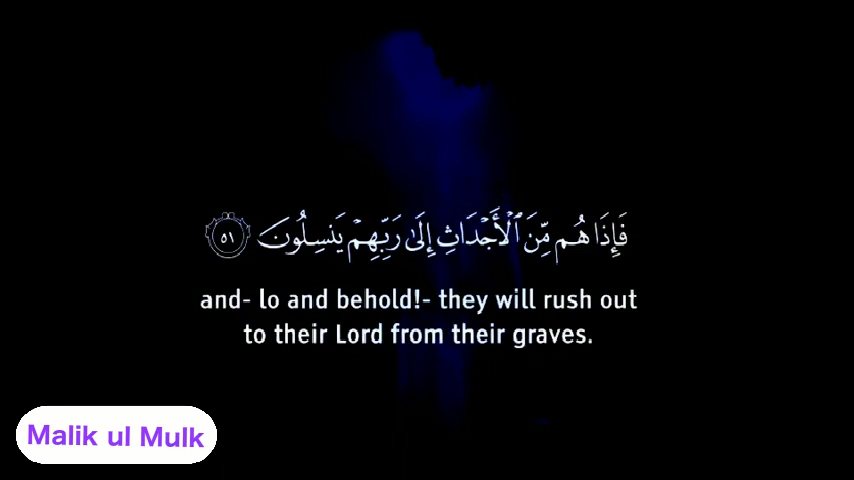 فَإِذَا هُم مِّنَ ٱلْأَجْدَاثِ إِلَىٰ رَبِّهِمْ يَنسِلُونَ ٥١
and- lo and behold!- they will rush out
to their Lord from their graves.
Malik ul Mulk